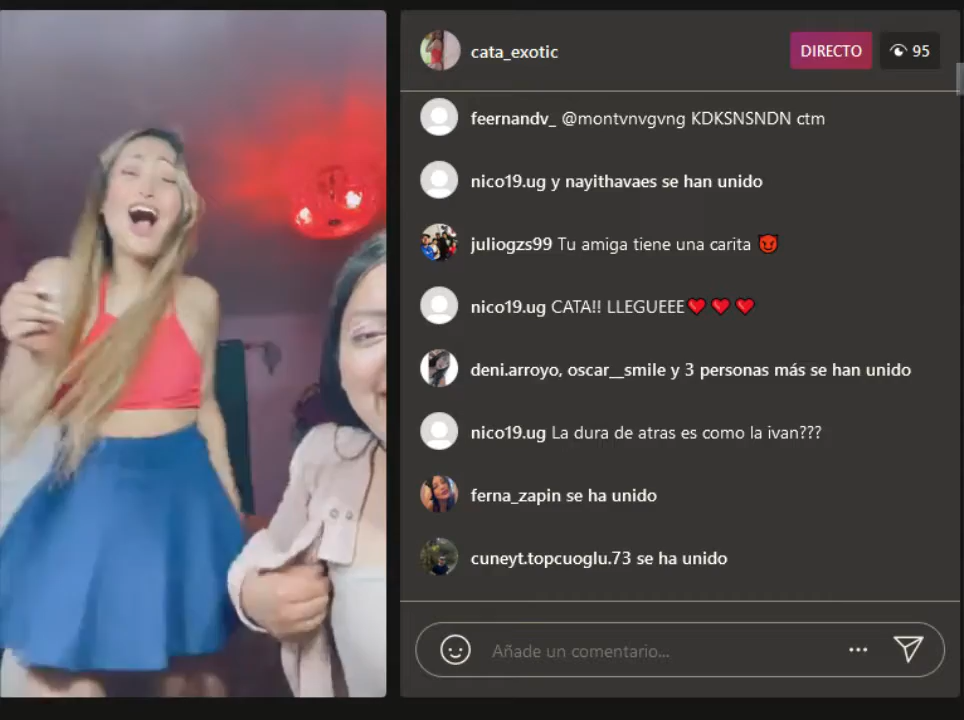 cata_exotic
DIRECTO
95
feernandv_ @montvnvgvng KDKSNSNDN ctm
nico19.ug y nayithavaes se han unido
juliogzs99 Tu amiga tiene una carita 😈
nico19.ug CATA!! LLEGUEEE❤️❤️❤️
deni.arroyo, oscar__smile y 3 personas más se han unido
nico19.ug La dura de atras es como la ivan???
ferna_zapin se ha unido
cuneyt.topcuoglu.73 se ha unido
Añade un comentario...